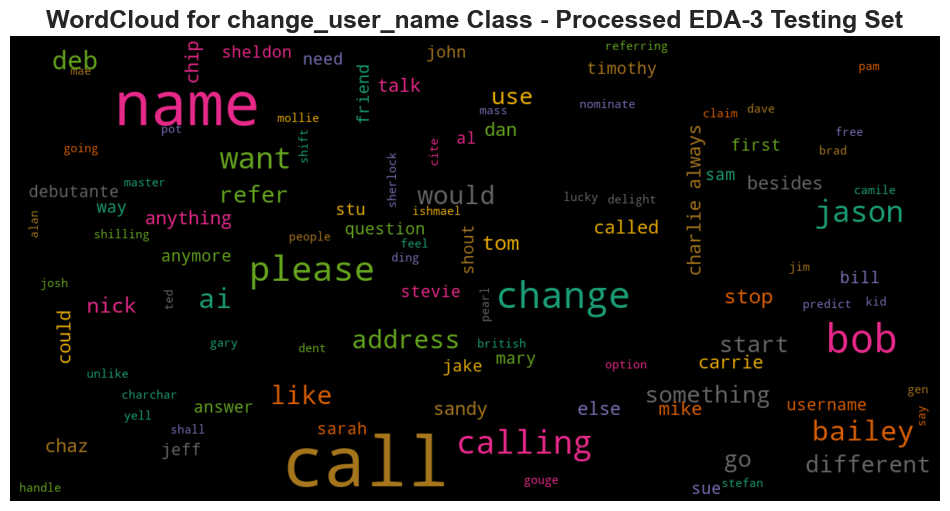 WordCloud for change_user_name Class - Processed EDA-3 Testing Set
deb
mae
chip
sheldon
need
john
referring
timothy
pam
name
mollie
pot
friend
talk
use
mass
nominate
claim
dave
going
want
shift
al
dan
cite
first
brad
free
debutante
master
refer
sherlock
would
lucky
delight
charlie always
sam
besides
camile
way
alan
anything
stu
ishmael
jason
shilling
people
question
feel
shout
tom
called
anymore
ding
please
josh
nick
ai
ted
stevie
pearl
change
stop
jim
bill
predict
kid
could
gary
dent
address
british
start
bob
unlike
jake
mary
option
carrie
charchar
like
something
gen
yell
answer
sandy
else
mike
username
say
shall
sarah
chaz
jeff
call
calling
bailey
go
different
handle
gouge
sue
stefan